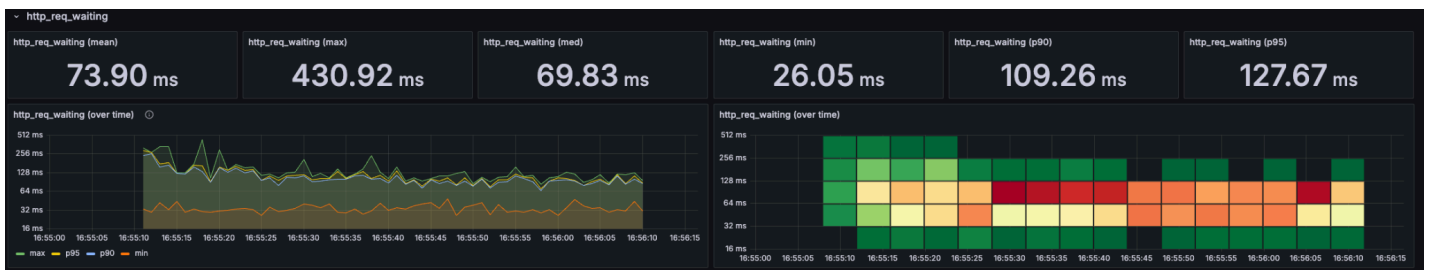 http_req_waiting
http_req_waiting (mean)
73.90 ms
http_req_waiting (max)
430.92 ms
http_req_waiting (med)
69.83 ms
http_req_waiting (min)
26.05 ms
http_req_waiting (p90)
109.26 ms
http_req_waiting (p95)
127.67 ms
http_req_waiting (over time)
512 ms
256 ms
128 ms
64 ms
32 ms
16 ms
16:55:00 16:55:05 16:55:10 16:55:15 16:55:20 16:55:25 16:55:30 16:55:35 16:55:40 16:55:45 16:55:50 16:55:55 16:56:00 16:56:05 16:56:10 16:56:15
max p95 p90 min
http_req_waiting (over time)
512 ms
256 ms
128 ms
64 ms
32 ms
16 ms
16:55:00 16:55:05 16:55:10 16:55:15 16:55:20 16:55:25 16:55:30 16:55:35 16:55:40 16:55:45 16:55:50 16:55:55 16:56:00 16:56:05 16:56:10 16:56:15